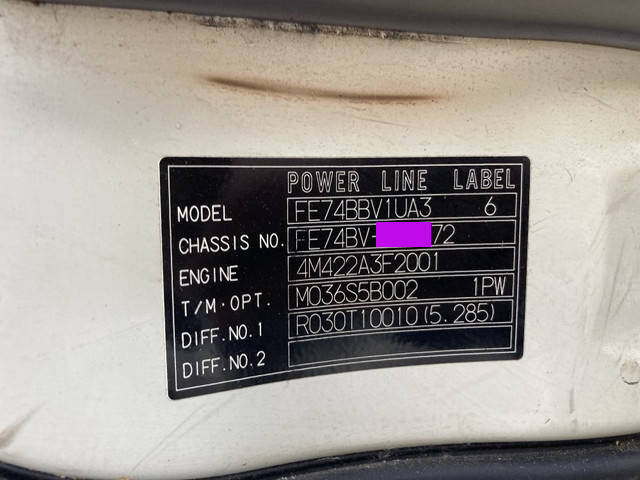 POWER LINE LABEL
MODEL FE74BBV1UA3 6
CHASSIS NO. FE74BV- 72
ENGINE 4M422A3F2001
T/M·OPT. M036S5B002 1PW
DIFF.NO.1 R030T10010(5.285)
DIFF.NO.2